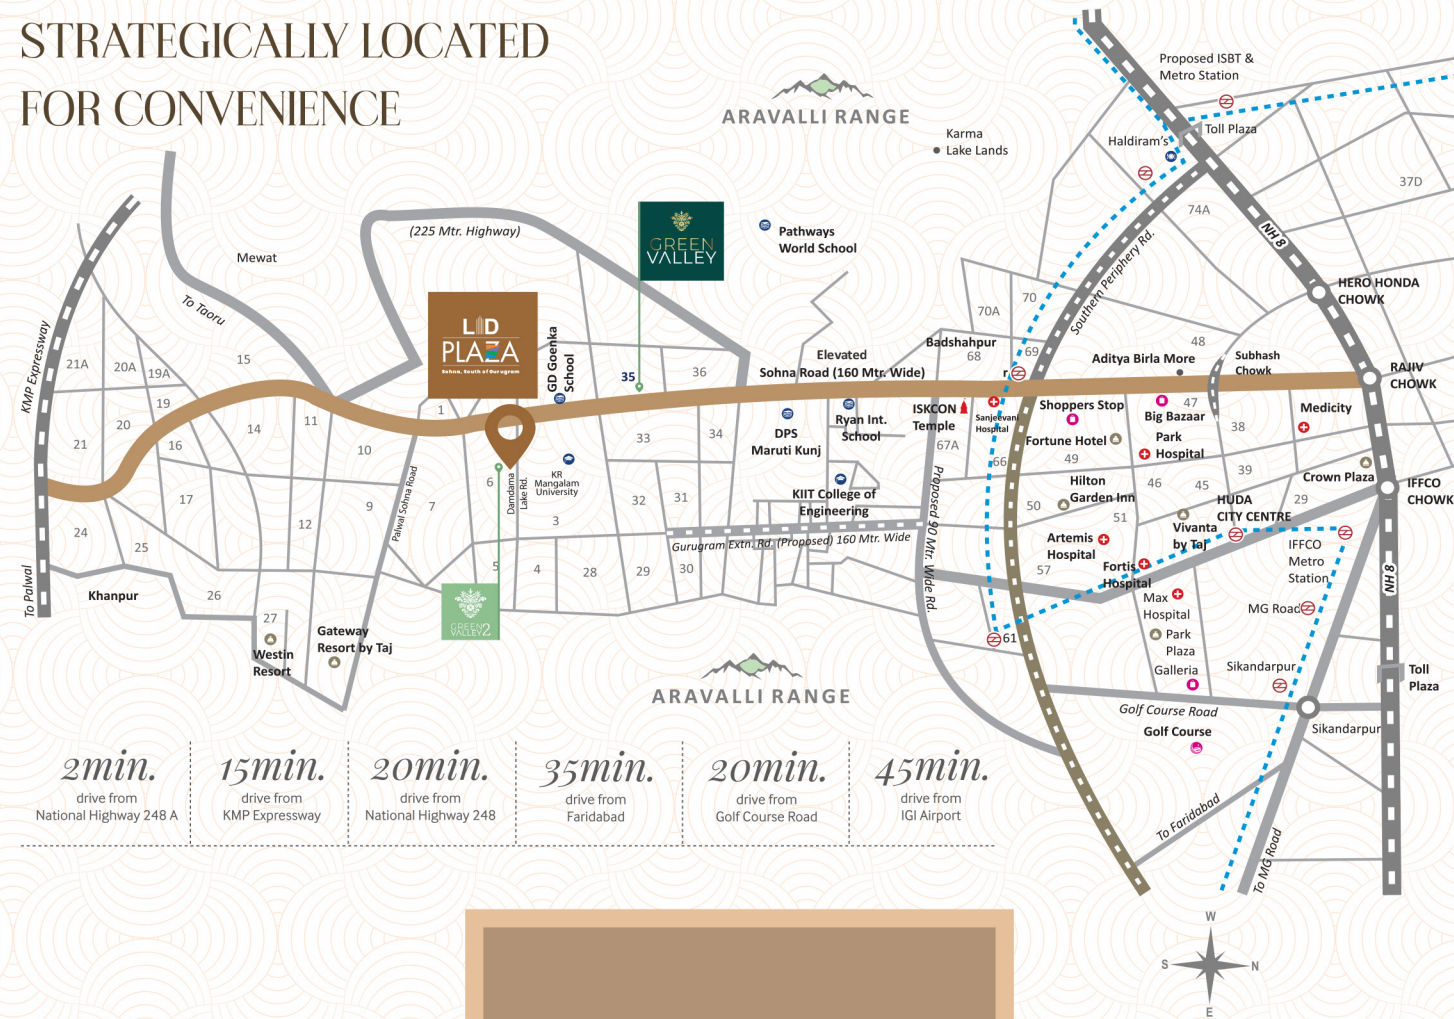 STRATEGICALLY LOCATED
FOR CONVENIENCE
ARAVALLI RANGE
Karma
Lake Lands
Proposed ISBT &
Metro Station
Toll Plaza
Haldiram's
37D
74A
NH 8
Southern Periphery Rd.
HERO HONDA
CHOWK
RAJIV
CHOWK
IFFCO
CHOWK
KMP Expressway
Mewat
To Taoru
(225 Mtr. Highway)
GREEN
VALLEY
Pathways
World School
LID
PLAZA
Sohna, South of Gurugram
GD Goenka
School
35
36
Elevated
Sohna Road (160 Mtr. Wide)
Badshahpur
68
70A
70
69
r
48
Aditya Birla More
Subhash
Chowk
21A
20A
19A
15
19
20
21
16
14
11
10
1
17
12
9
7
6
24
25
26
27
Palwal Sohna Road
Damdama
Lake Rd.
KR
Mangalam
University
33
34
32
31
3
5
4
28
29
30
DPS
Maruti Kunj
Ryan Int.
School
KIIT College of
Engineering
Gurugram Extn. Rd. (Proposed) 160 Mtr. Wide
ISKCON
Temple
Sanjeevani
Hospital
67A
66
Proposed 90 Mtr. Wide Rd.
Shoppers Stop
Big Bazaar
47
38
Medicity
Fortune Hotel
Park
Hospital
49
39
Crown Plaza
Hilton
Garden Inn
50
46
45
51
29
HUDA
CITY CENTRE
Vivanta
by Taj
Artemis
Hospital
57
Fortis
Hospital
IFFCO
Metro
Station
Max
Hospital
MG Road
Park
Plaza
61
Galleria
Sikandarpur
NH 8
Toll
Plaza
Golf Course Road
Golf Course
Sikandarpur
To Faridabad
To MG Road
To Palwal
Khanpur
Westin
Resort
Gateway
Resort by Taj
GREEN
VALLEY2
ARAVALLI RANGE
2min.
drive from
National Highway 248 A
15min.
drive from
KMP Expressway
20min.
drive from
National Highway 248
35min.
drive from
Faridabad
20min.
drive from
Golf Course Road
45min.
drive from
IGI Airport
W
S
N
E